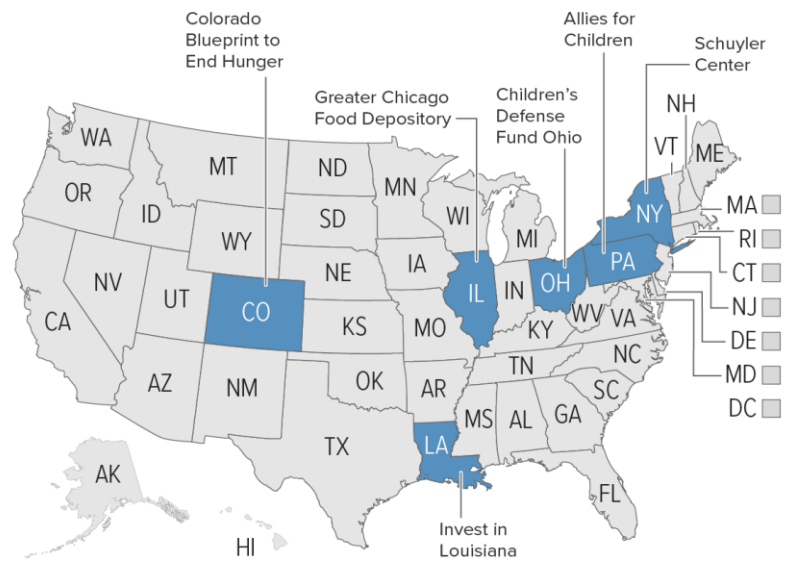 Colorado
Blueprint to
End Hunger
Allies for
Children
Schuyler
Center
Greater Chicago
Food Depository
Children's
Defense
Fund Ohio
NH
VT
ME
WA
MT
ND
MN
OR
ID
SD
WI
MI
NY
MA
RI
WY
IA
NE
PA
CT
NV
UT
CO
IL
IN
OH
NJ
CA
KS
MO
KY
WV
VA
DE
AZ
NM
OK
AR
TN
NC
MD
SC
DC
TX
LA
MS
AL
GA
AK
FL
HI
Invest in
Louisiana